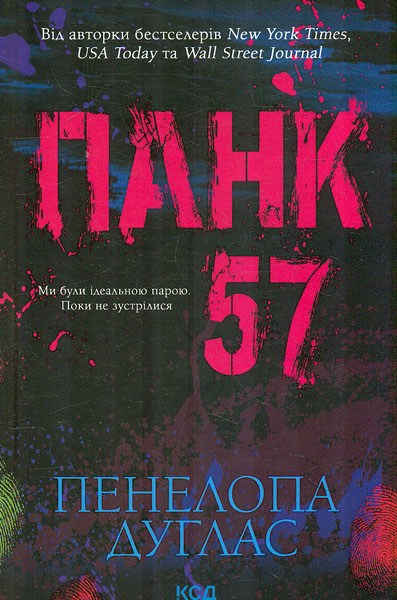 Від авторки бестселерів New York Times,
USA Today та Wall Street Journal
ПАНК
57
Ми були ідеальною парою.
Поки не зустрілися
ПЕНЕЛОПА
ДУГЛАС
КСД